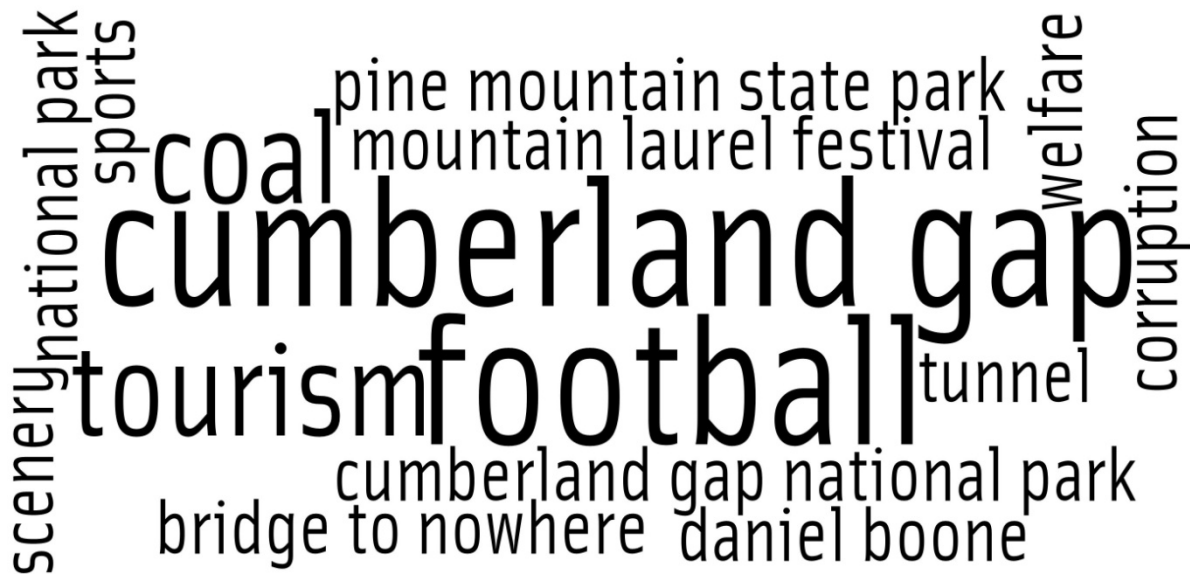 national park
sports
pine mountain state park
welfare
coal
mountain laurel festival
corruption
cumberland gap
scenery
tourism
football
tunnel
cumberland gap national park
bridge to nowhere
daniel boone